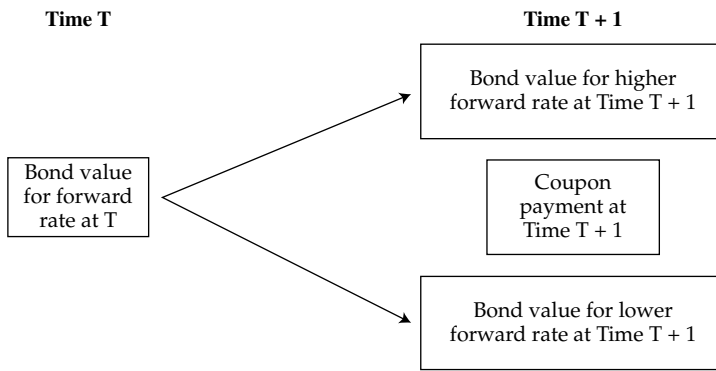 Time T
Time T + 1
Bond value for higher
forward rate at Time T + 1
Bond value
for forward
rate at T
Coupon
payment at
Time T + 1
Bond value for lower
forward rate at Time T + 1